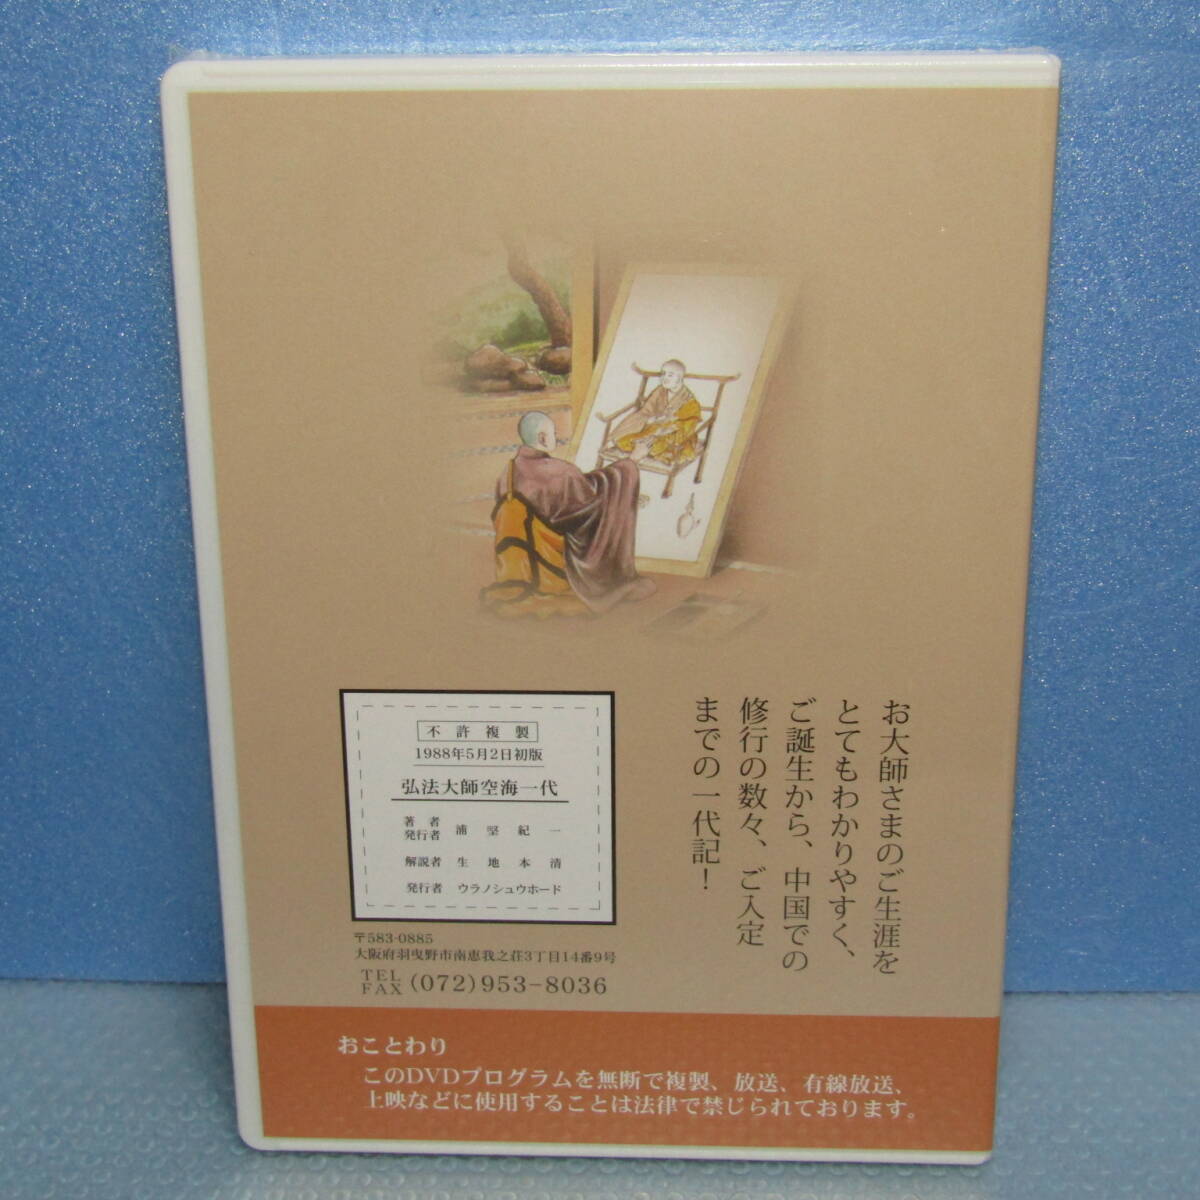 お大師さまのご生涯を
とてもわかりやすく、
ご誕生から、中国での
修行の数々、ご入定
までの一代記！
不許複製
1988年5月2日初版
弘法大師空海一代
著者
発行者 浦堅紀一
解説者 生地本清
発行者 ウラノシュウホード
〒583-0885
大阪府羽曳野市南恵我之荘3丁目14番9号
TEL
FAX (072)953-8036
おことわり
このDVDプログラムを無断で複製、放送、有線放送、
上映などに使用することは法律で禁じられております。